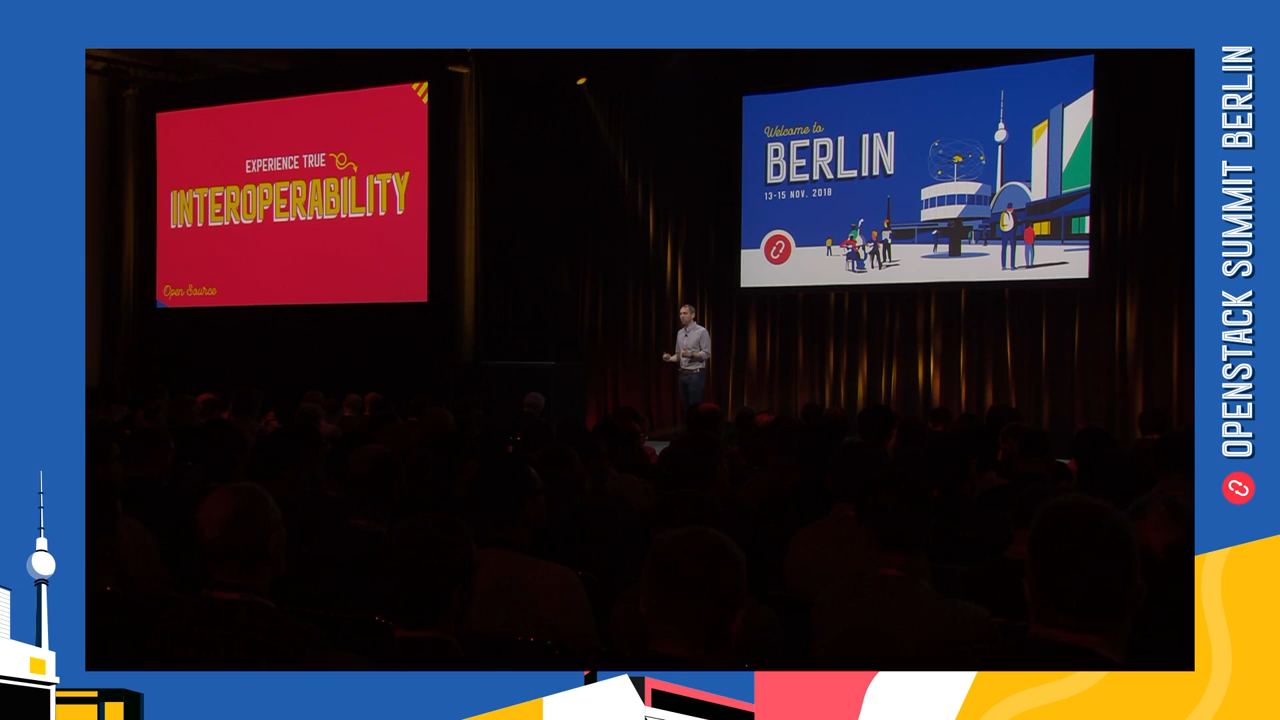 EXPERIENCE TRUE
INTEROPERABILITY
Open Source
Welcome to
BERLIN
13-15 NOV. 2018
OPENSTACK SUMMIT BERLIN